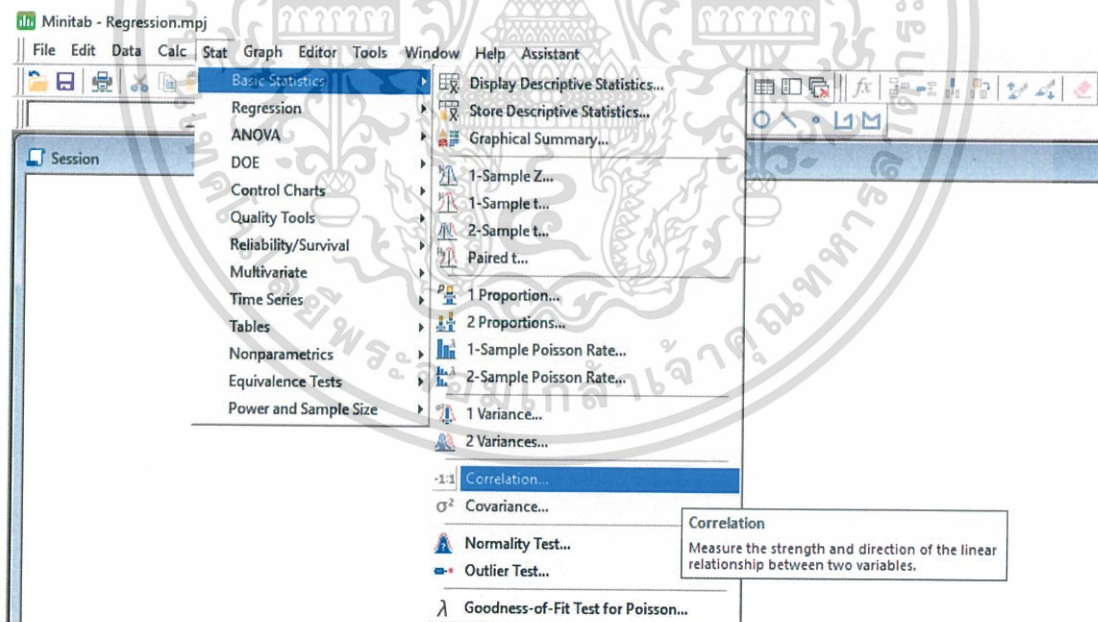 Minitab - Regression.mpj
File Edit Data Calc Stat Graph Editor Tools Window Help Assistant
Session
Basic Statistics
Regression
ANOVA
DOE
Control Charts
Quality Tools
Reliability/Survival
Multivariate
Time Series
Tables
Nonparametrics
Equivalence Tests
Power and Sample Size
Display Descriptive Statistics...
Store Descriptive Statistics...
Graphical Summary...
1-Sample Z...
1-Sample t...
2-Sample t...
Paired t...
1 Proportion...
2 Proportions...
1-Sample Poisson Rate...
2-Sample Poisson Rate...
1 Variance...
2 Variances...
-1:1 Correlation...
σ² Covariance...
Normality Test...
Outlier Test...
λ Goodness-of-Fit Test for Poisson...
fx
Correlation
Measure the strength and direction of the linear
relationship between two variables.